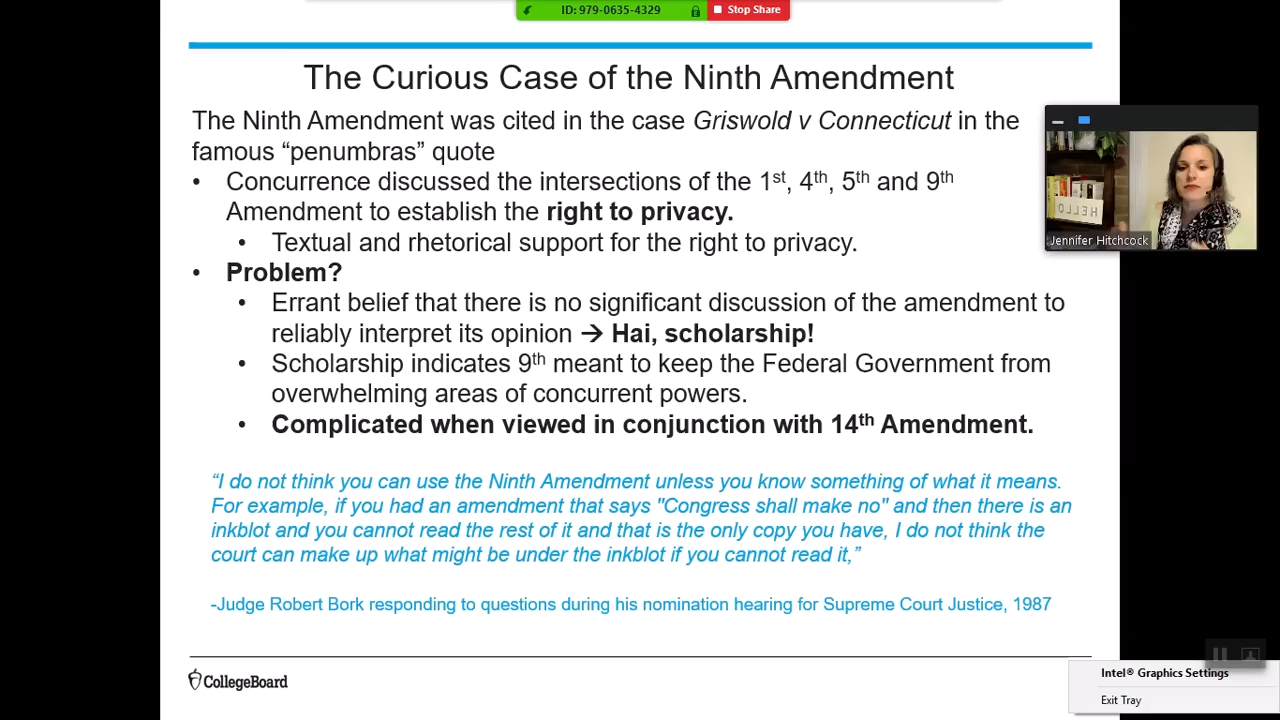 ID: 979-0635-4329
Stop Share
The Curious Case of the Ninth Amendment
The Ninth Amendment was cited in the case Griswold v Connecticut in the
famous “penumbras” quote
• Concurrence discussed the intersections of the 1st, 4th, 5th and 9th
Amendment to establish the right to privacy.
• Textual and rhetorical support for the right to privacy.
• Problem?
• Errant belief that there is no significant discussion of the amendment to
reliably interpret its opinion → Hai, scholarship!
• Scholarship indicates 9th meant to keep the Federal Government from
overwhelming areas of concurrent powers.
• Complicated when viewed in conjunction with 14th Amendment.
“I do not think you can use the Ninth Amendment unless you know something of what it means.
For example, if you had an amendment that says "Congress shall make no" and then there is an
inkblot and you cannot read the rest of it and that is the only copy you have, I do not think the
court can make up what might be under the inkblot if you cannot read it,”
-Judge Robert Bork responding to questions during his nomination hearing for Supreme Court Justice, 1987
HELLO
Jennifer Hitchcock
CollegeBoard
Intel® Graphics Settings
Exit Tray